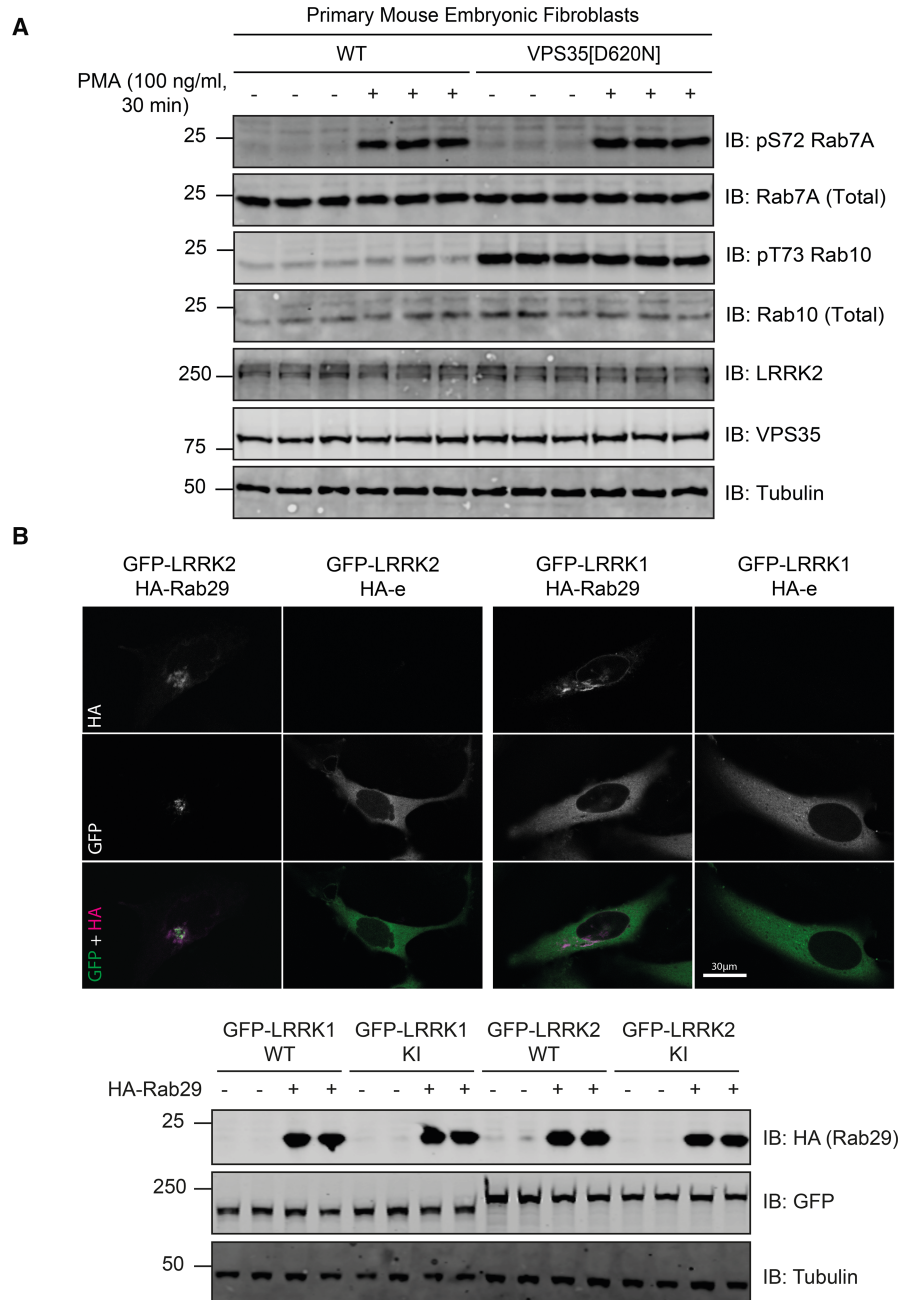 A
Primary Mouse Embryonic Fibroblasts
WT VPS35[D620N]
PMA (100 ng/ml, 30 min) - - - + + + - - - + + +
25 IB: pS72 Rab7A
25 IB: Rab7A (Total)
25 IB: pT73 Rab10
25 IB: Rab10 (Total)
250 IB: LRRK2
75 IB: VPS35
50 IB: Tubulin
B
GFP-LRRK2 HA-Rab29
GFP-LRRK2 HA-e
GFP-LRRK1 HA-Rab29
GFP-LRRK1 HA-e
HA
GFP
GFP + HA
30µm
GFP-LRRK1 WT
GFP-LRRK1 KI
GFP-LRRK2 WT
GFP-LRRK2 KI
HA-Rab29 - - + + - - + + - - + + - - + +
25 IB: HA (Rab29)
250 IB: GFP
50 IB: Tubulin